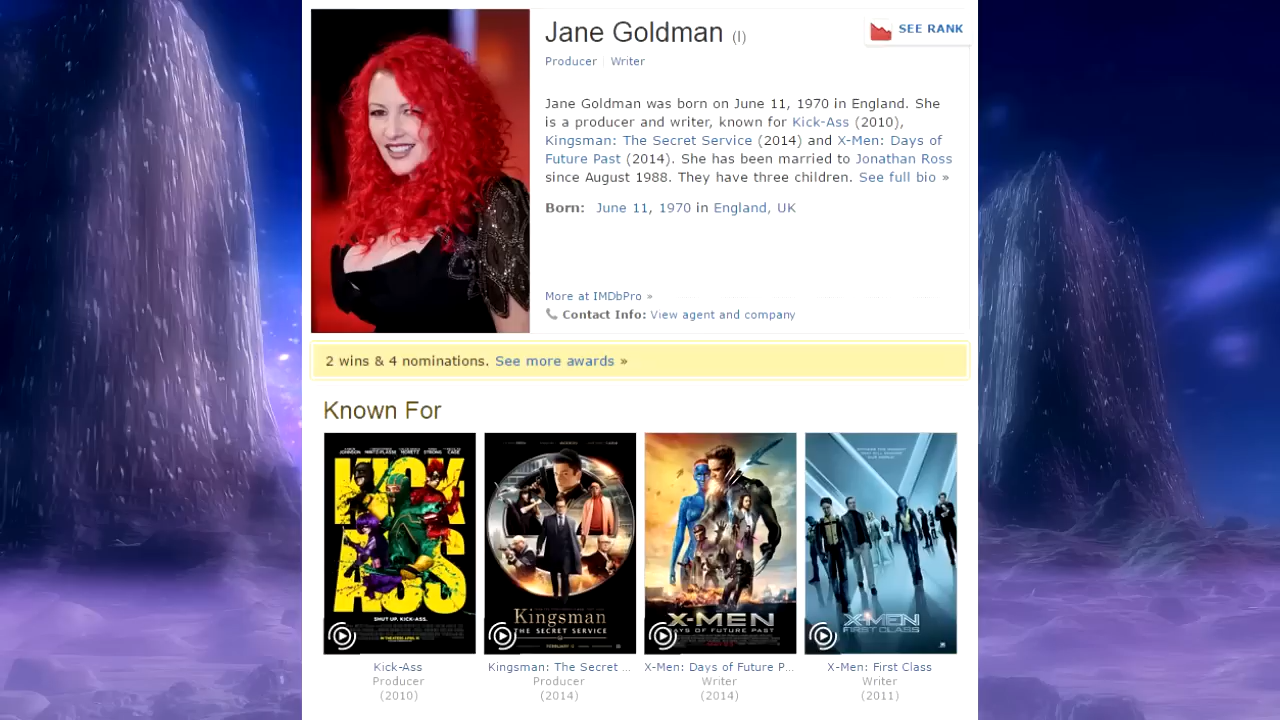 Jane Goldman (I)
SEE RANK
Producer | Writer
Jane Goldman was born on June 11, 1970 in England. She
is a producer and writer, known for Kick-Ass (2010),
Kingsman: The Secret Service (2014) and X-Men: Days of
Future Past (2014). She has been married to Jonathan Ross
since August 1988. They have three children. See full bio »
Born: June 11, 1970 in England, UK
More at IMDbPro »
Contact Info: View agent and company
2 wins & 4 nominations. See more awards »
Known For
KICK
ASS
SHUT UP. KICK-ASS.
Kingsman
THE SECRET SERVICE
X-MEN
DAYS OF FUTURE PAST
X-MEN
FIRST CLASS
Kick-Ass
Producer
(2010)
Kingsman: The Secret ...
Producer
(2014)
X-Men: Days of Future P...
Writer
(2014)
X-Men: First Class
Writer
(2011)